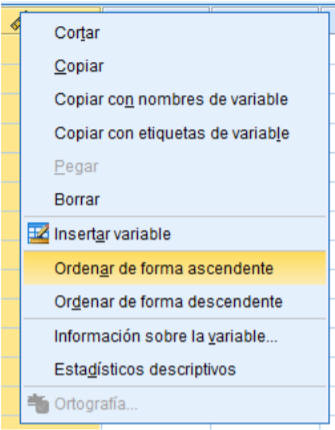 Cortar
Copiar
Copiar con nombres de variable
Copiar con etiquetas de variable
Pegar
Borrar
Insertar variable
Ordenar de forma ascendente
Ordenar de forma descendente
Información sobre la variable...
Estadísticos descriptivos
Ortografía...